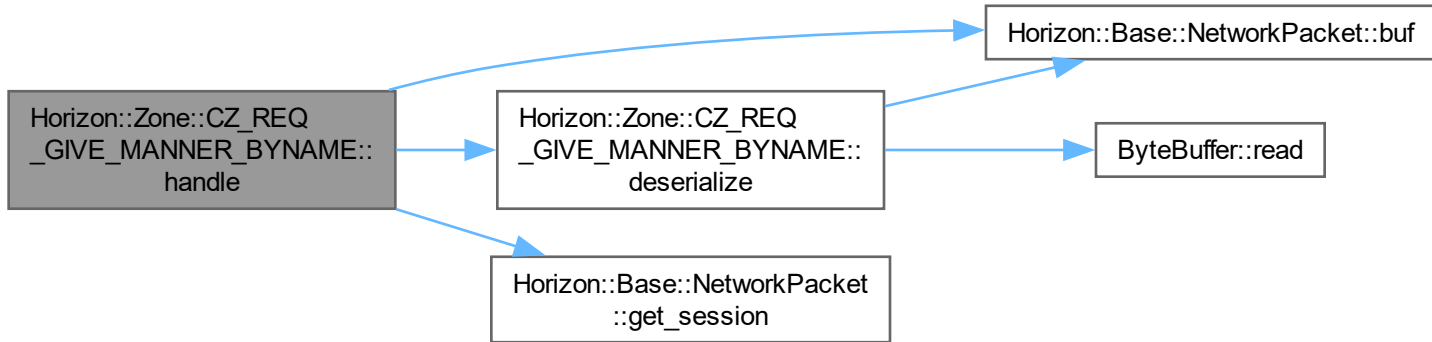 Horizon::Zone::CZ_REQ
_GIVE_MANNER_BYNAME::
handle
Horizon::Zone::CZ_REQ
_GIVE_MANNER_BYNAME::
deserialize
Horizon::Base::NetworkPacket::buf
ByteBuffer::read
Horizon::Base::NetworkPacket
::get_session